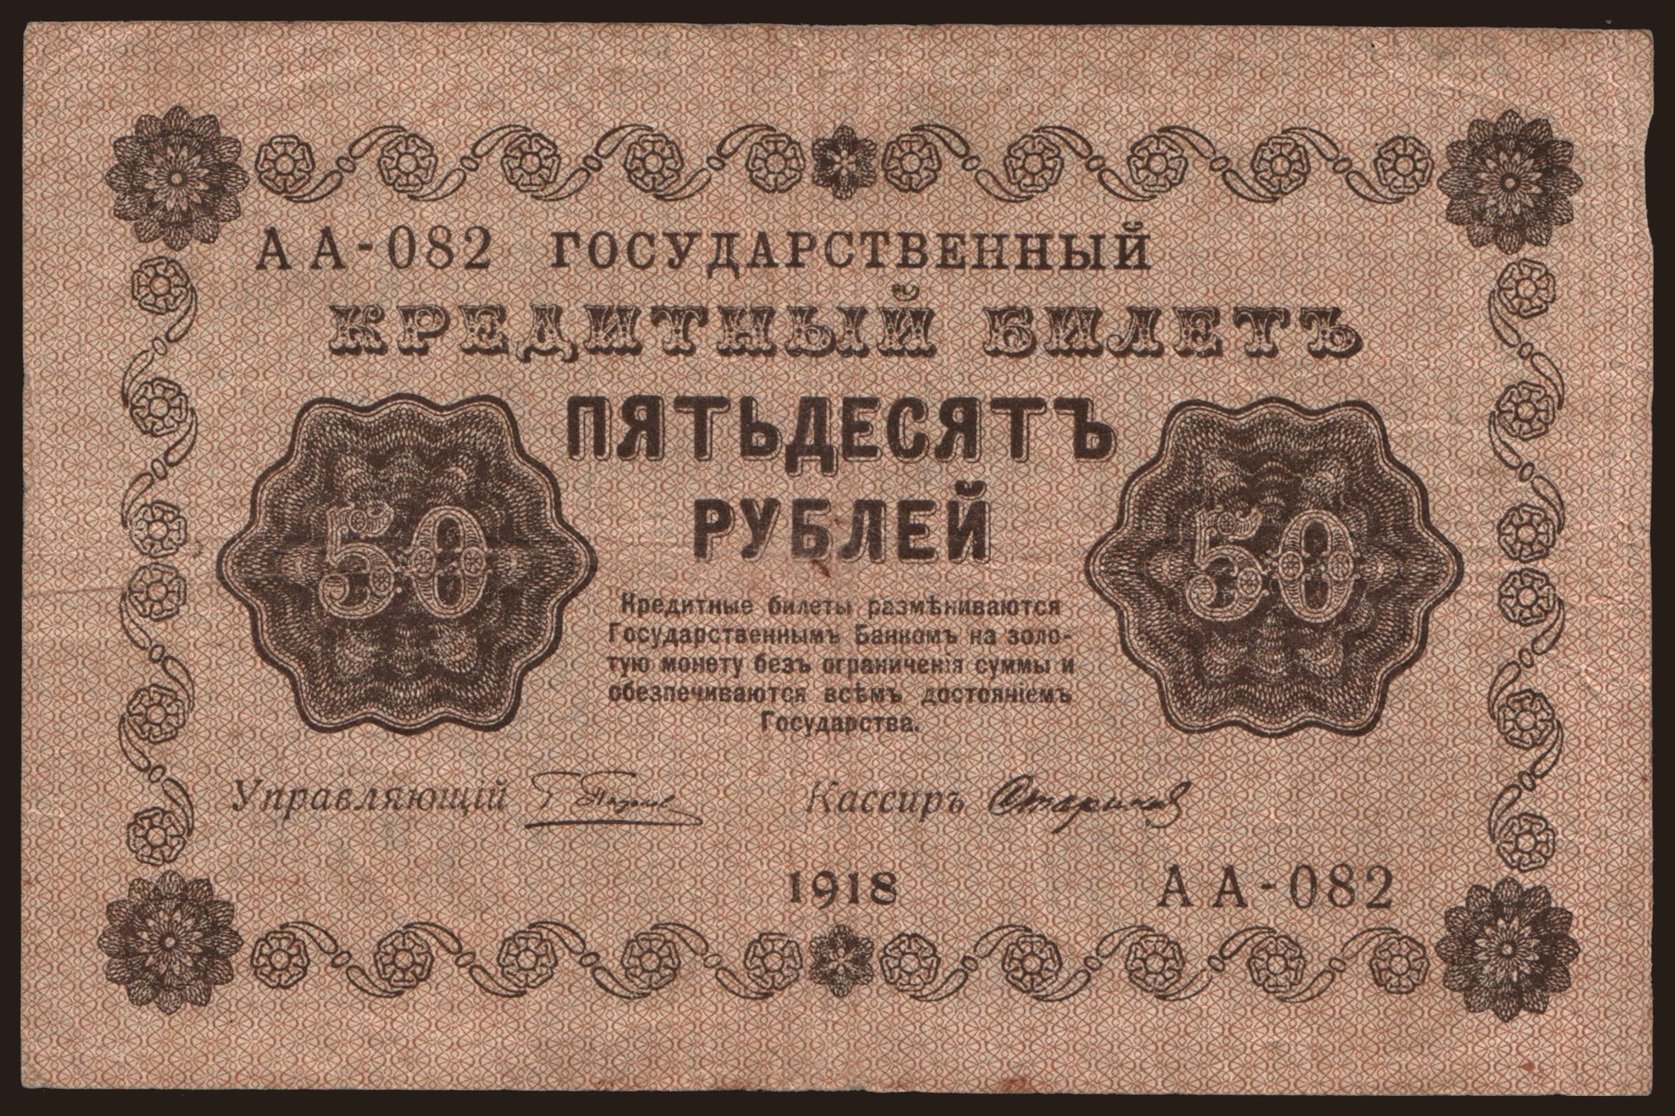 АА-082 ГОСУДАРСТВЕННЫЙ
КРЕДИТНЫЙ БИЛЕТЪ
ПЯТЬДЕСЯТЪ
РУБЛЕЙ
50
50
Кредитные билеты размѣниваются
Государственнымъ Банкомъ на золо-
тую монету безъ ограниченія суммы и
обезпечиваются всѣмъ достояніемъ
Государства.
Управляющій
Кассиръ
1918
АА-082